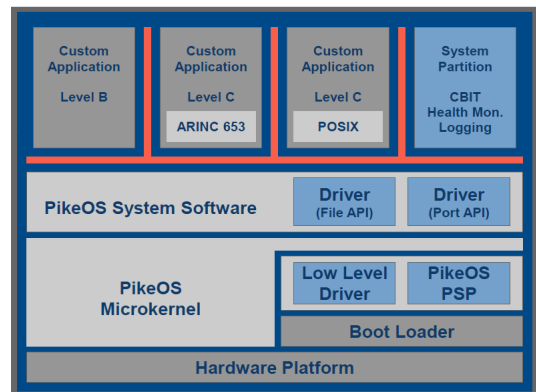 Custom
Application
Level B
Custom
Application
Level C
ARINC 653
Custom
Application
Level C
POSIX
System
Partition
CBIT
Health Mon.
Logging
PikeOS System Software
Driver
(File API)
Driver
(Port API)
PikeOS
Microkernel
Low Level
Driver
PikeOS
PSP
Boot Loader
Hardware Platform